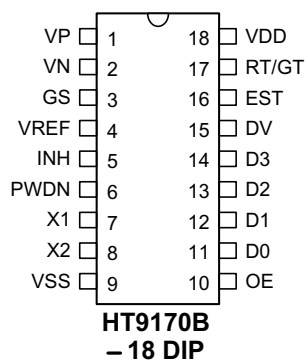 VP 1 18 VDD
VN 2 17 RT/GT
GS 3 16 EST
VREF 4 15 DV
INH 5 14 D3
PWDN 6 13 D2
X1 7 12 D1
X2 8 11 D0
VSS 9 10 OE
HT9170B
– 18 DIP